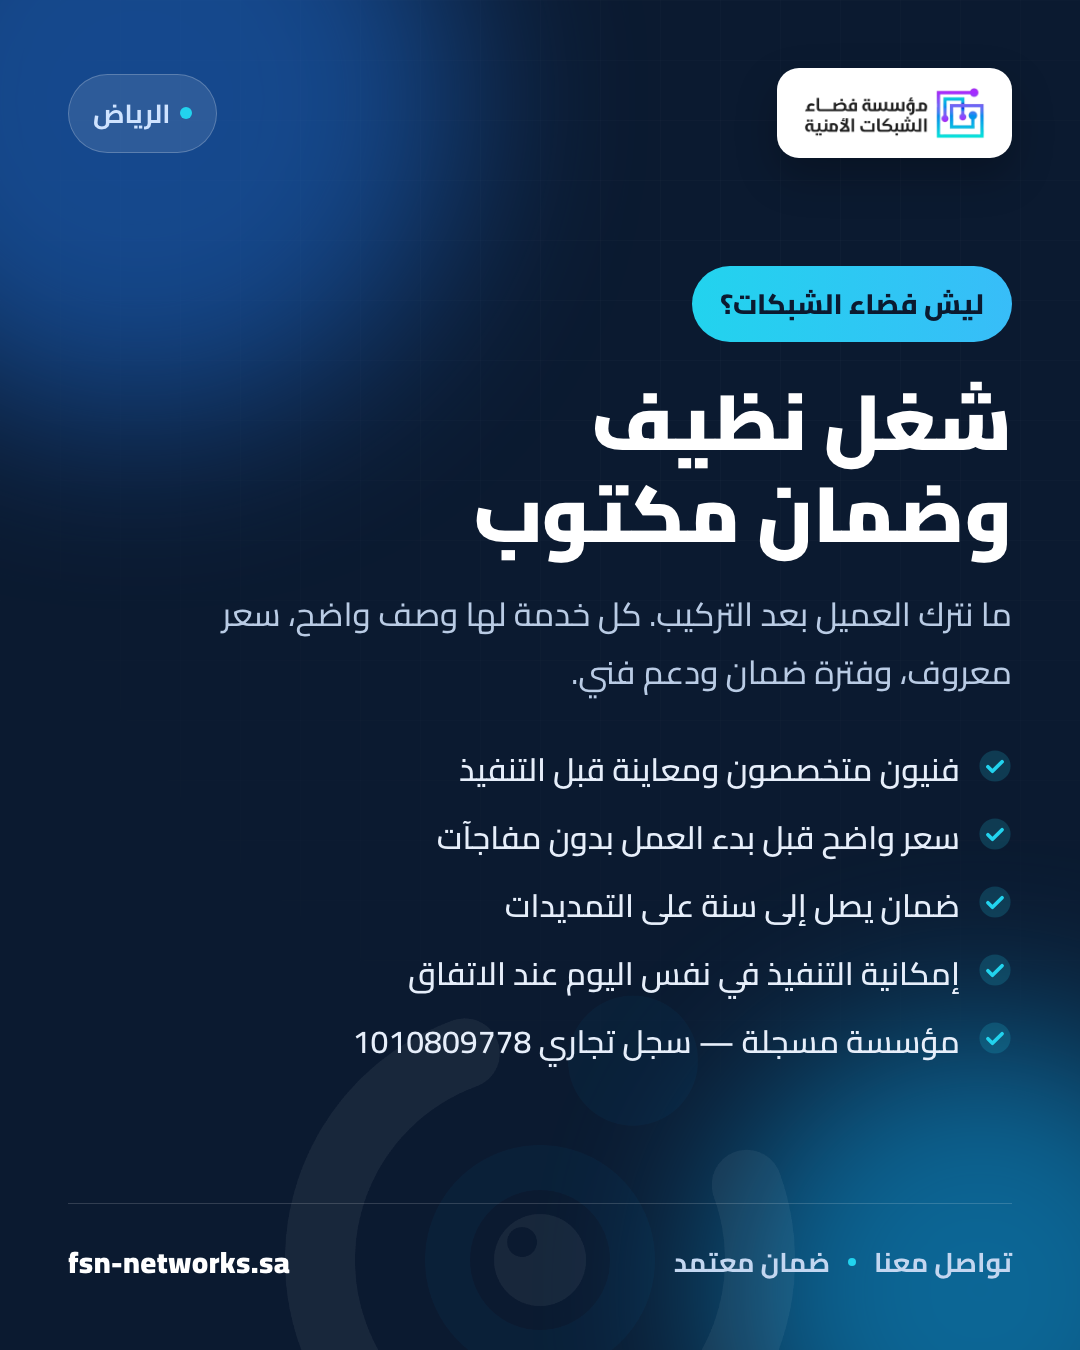 مؤسسة فضاء
الشبكات الأمنية
الرياض
ليش فضاء الشبكات؟
شغل نظيف
وضمان مكتوب
ما نترك العميل بعد التركيب. كل خدمة لها وصف واضح، سعر
معروف، وفترة ضمان ودعم فني.
فنيون متخصصون ومعاينة قبل التنفيذ
سعر واضح قبل بدء العمل بدون مفاجآت
ضمان يصل إلى سنة على التمديدات
إمكانية التنفيذ في نفس اليوم عند الاتفاق
مؤسسة مسجلة — سجل تجاري 1010809778
تواصل معنا • ضمان معتمد
fsn-networks.sa